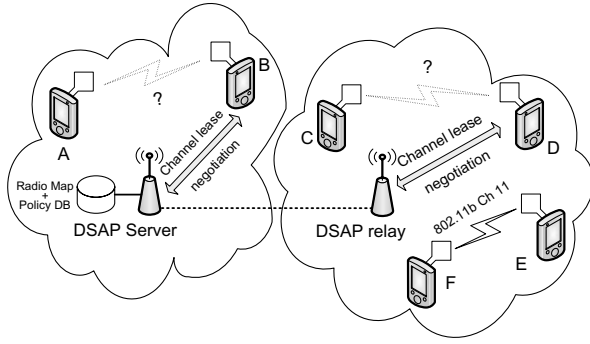 B
?
A
Channel lease
negotiation
Radio Map
+
Policy DB
DSAP Server
?
C
D
Channel lease
negotiation
DSAP relay
802.11b Ch 11
F
E